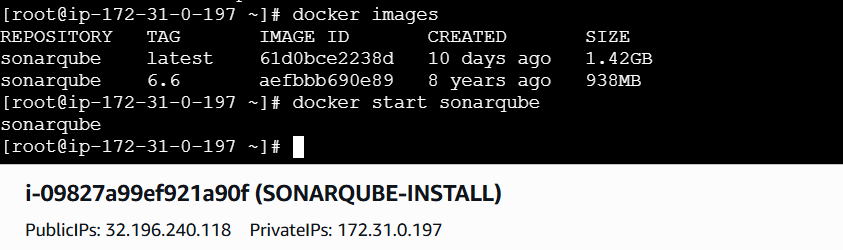 [root@ip-172-31-0-197 ~]# docker images
REPOSITORY   TAG       IMAGE ID       CREATED        SIZE
sonarqube    latest    61d0bce2238d   10 days ago    1.42GB
sonarqube    6.6       aefbbb690e89   8 years ago    938MB
[root@ip-172-31-0-197 ~]# docker start sonarqube
sonarqube
[root@ip-172-31-0-197 ~]#
i-09827a99ef921a90f (SONARQUBE-INSTALL)
PublicIPs: 32.196.240.118   PrivateIPs: 172.31.0.197